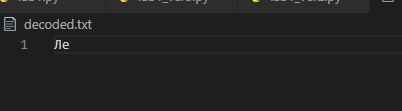 decoded.txt
1 Ле